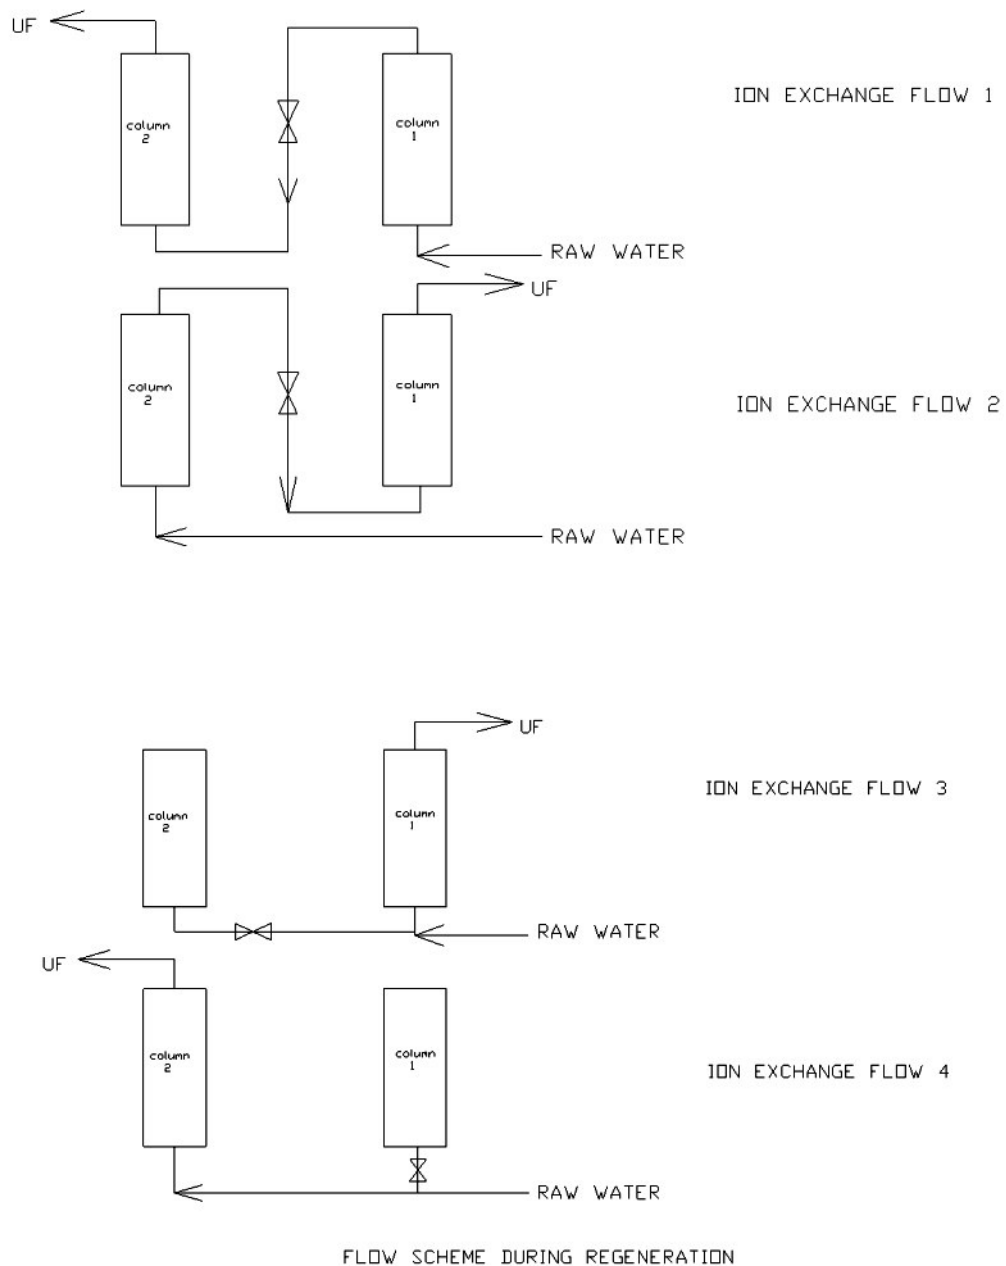 UF
column
2
column
1
ION EXCHANGE FLOW 1
RAW WATER
UF
column
2
column
1
ION EXCHANGE FLOW 2
RAW WATER
UF
column
2
column
1
ION EXCHANGE FLOW 3
RAW WATER
UF
column
2
column
1
ION EXCHANGE FLOW 4
RAW WATER
FLOW SCHEME DURING REGENERATION